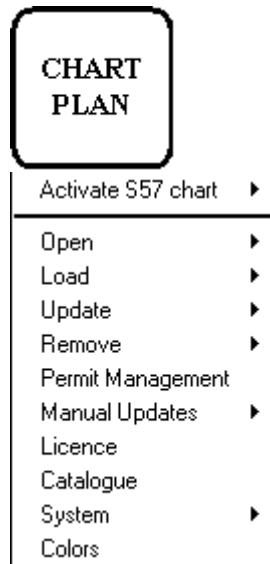 CHART
PLAN
Activate S57 chart
Open
Load
Update
Remove
Permit Management
Manual Updates
Licence
Catalogue
System
Colors